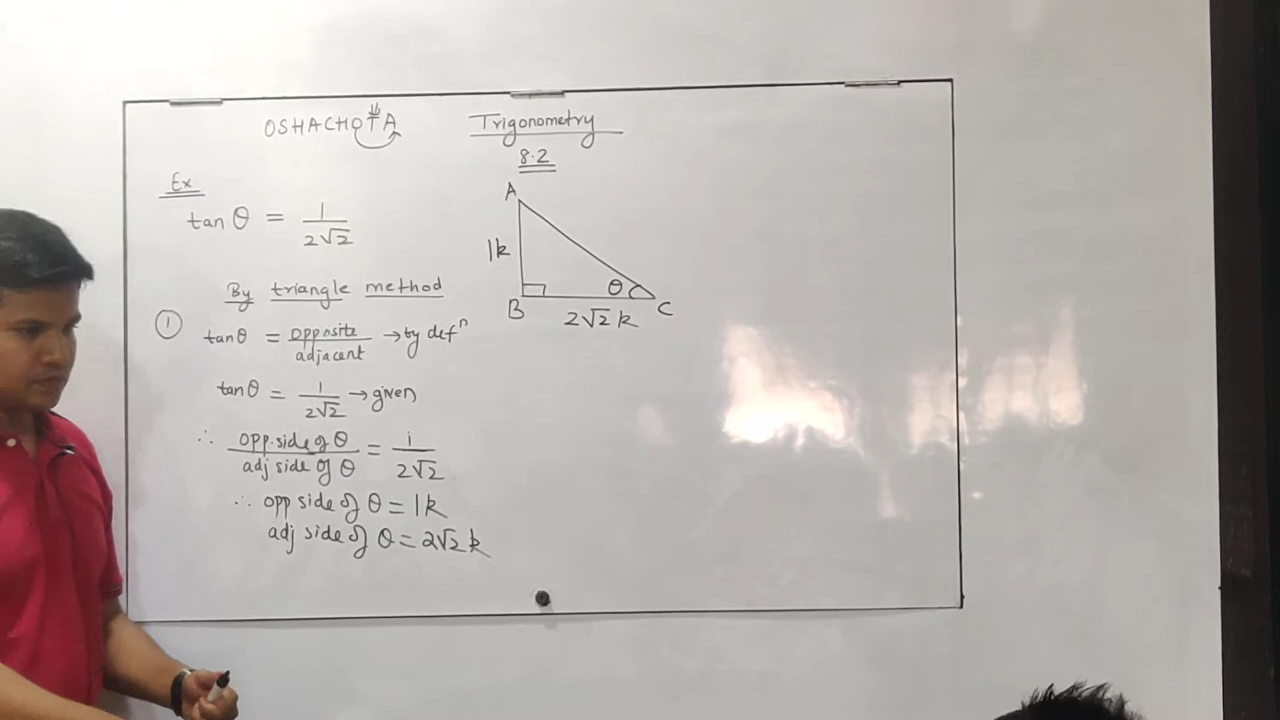 OSHACHOTA
Trigonometry
8.2
Ex
tan θ = 1/2√2
By triangle method
① tanθ = opposite/adjacent → by defⁿ
tanθ = 1/2√2 → given
∴ opp.side of θ/adj side of θ = 1/2√2
∴ opp side of θ = 1k
adj side of θ = 2√2 k
A
1k
θ
B
C
2√2 k